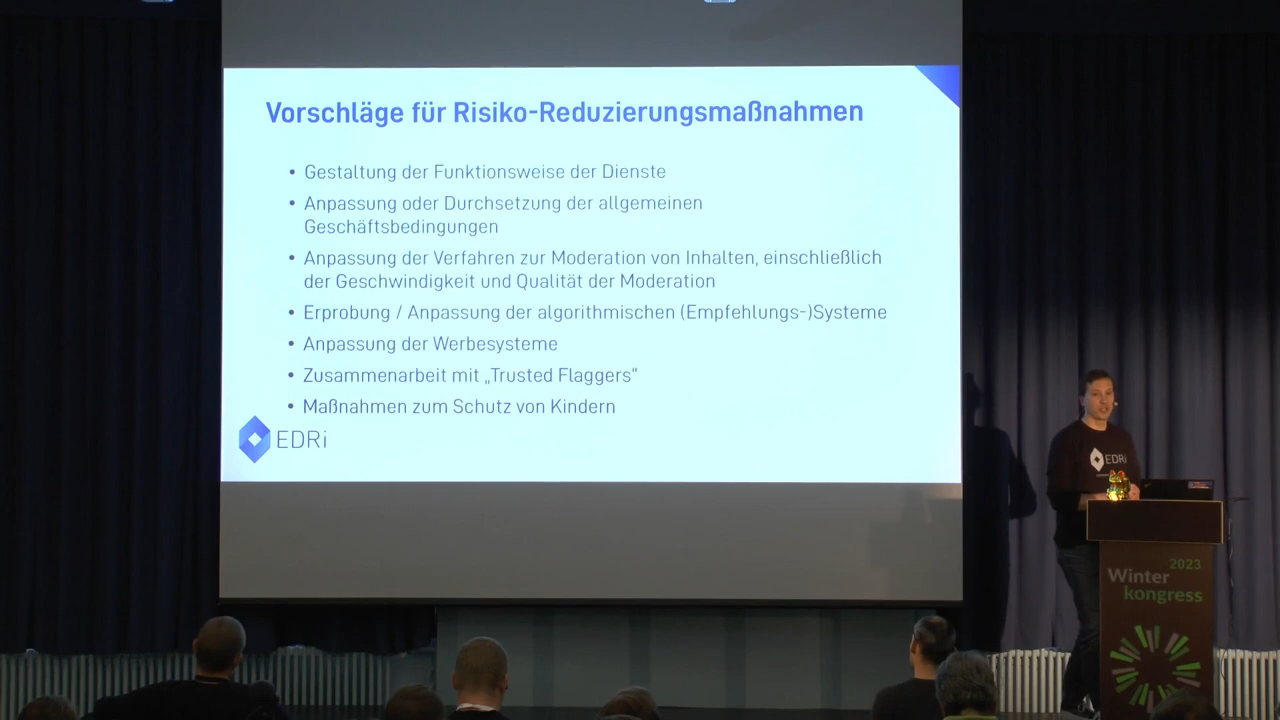 Vorschläge für Risiko-Reduzierungsmaßnahmen
• Gestaltung der Funktionsweise der Dienste
• Anpassung oder Durchsetzung der allgemeinen
Geschäftsbedingungen
• Anpassung der Verfahren zur Moderation von Inhalten, einschließlich
der Geschwindigkeit und Qualität der Moderation
• Erprobung / Anpassung der algorithmischen (Empfehlungs-)Systeme
• Anpassung der Werbesysteme
• Zusammenarbeit mit „Trusted Flaggers“
• Maßnahmen zum Schutz von Kindern
EDRi
EDRi
2023
Winter
kongress